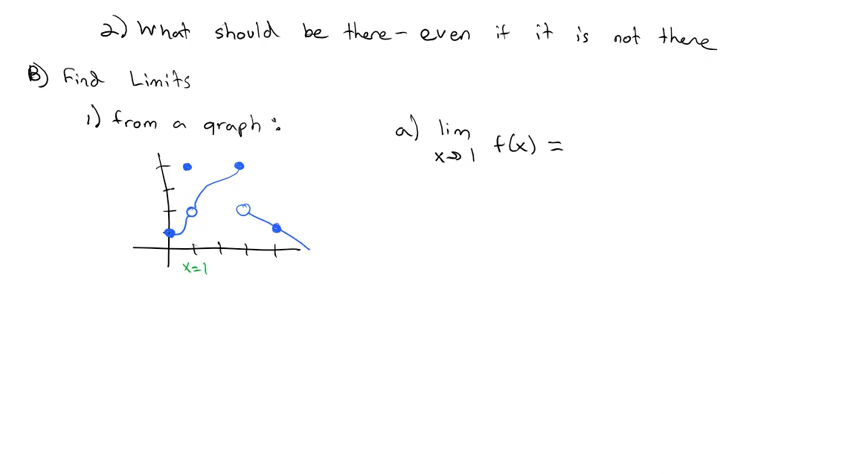 2) What should be there - even if it is not there
B) Find Limits
1) from a graph:
a) lim x→1 f(x) =
x=1